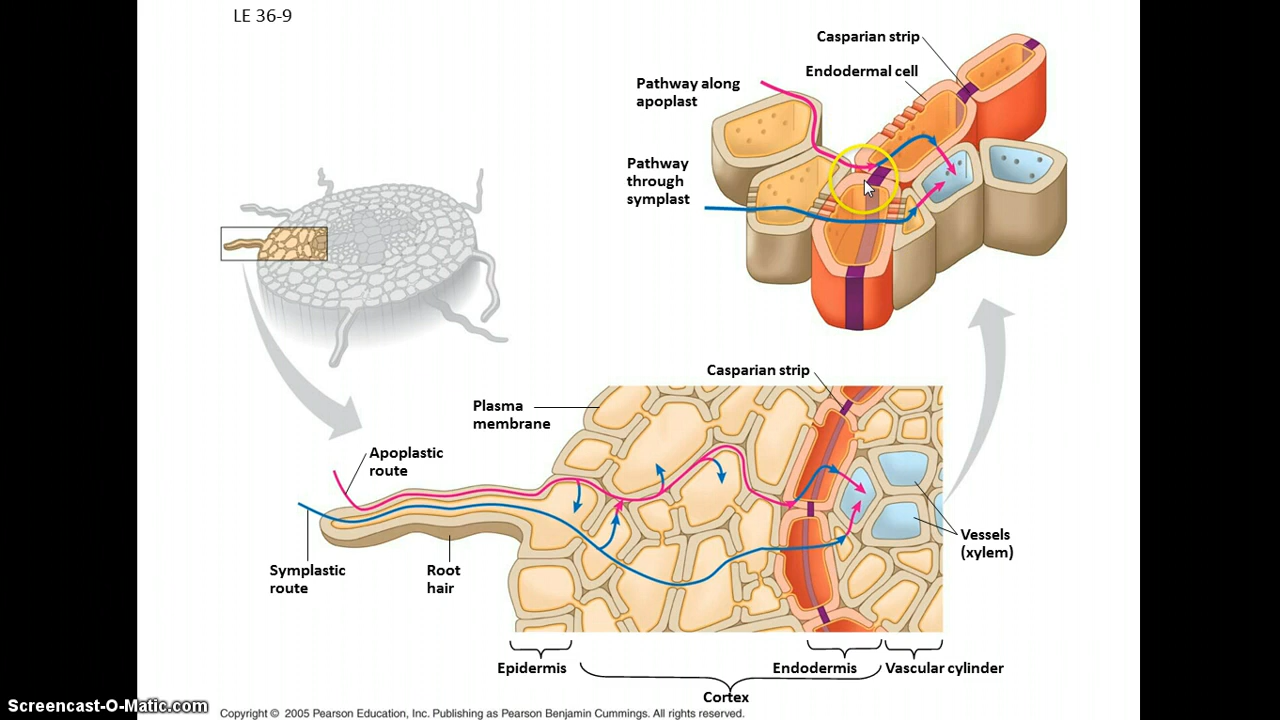 LE 36-9
Casparian strip
Endodermal cell
Pathway along
apoplast
Pathway
through
symplast
Casparian strip
Plasma
membrane
Apoplastic
route
Symplastic
route
Root
hair
Vessels
(xylem)
Epidermis
Endodermis
Vascular cylinder
Cortex
Screencast-O-Matic.com
Copyright © 2005 Pearson Education, Inc. Publishing as Pearson Benjamin Cummings. All rights reserved.